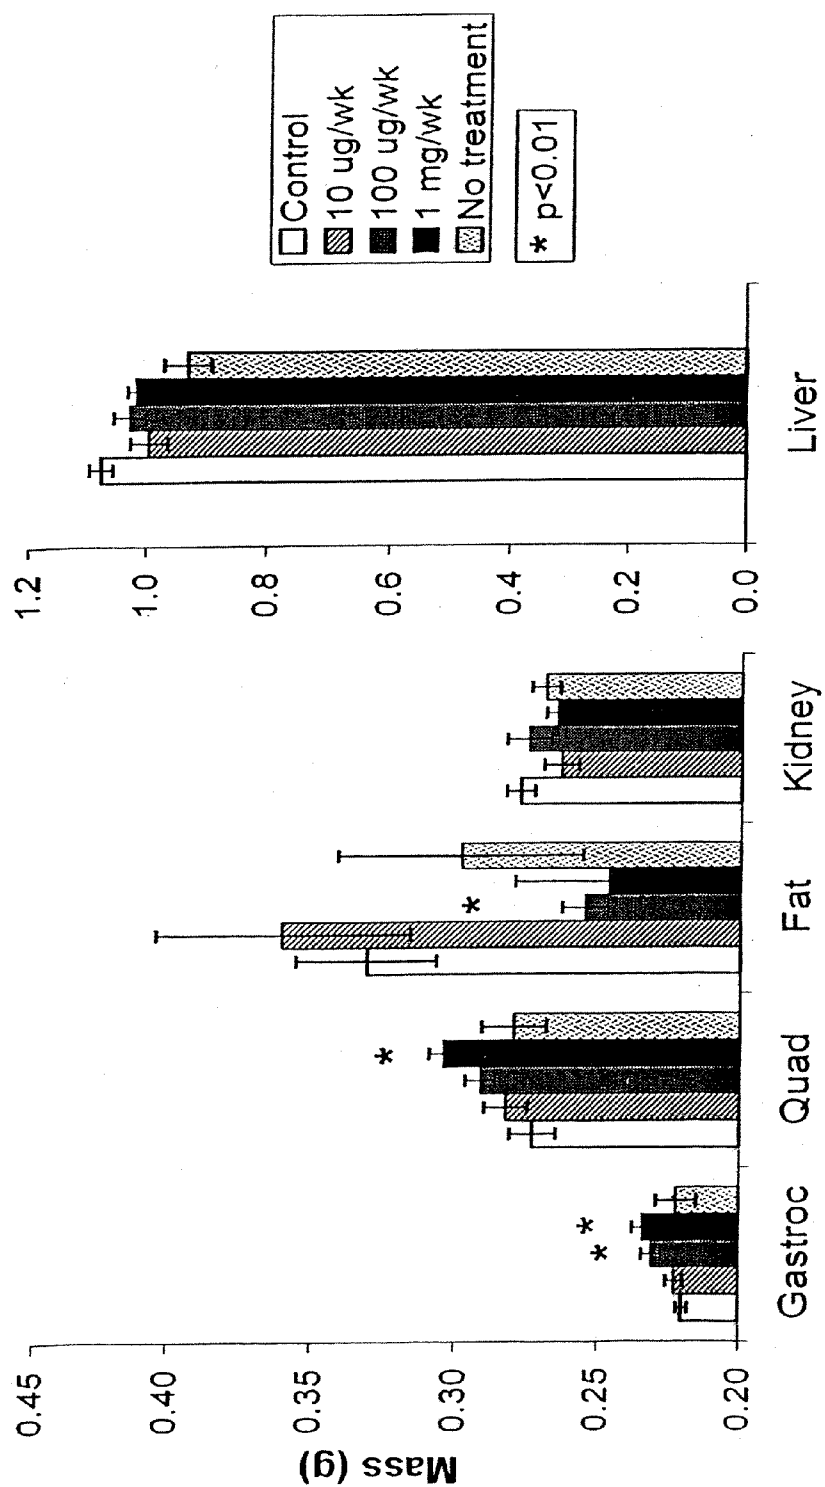 Mass (g)
0.45
0.40
0.35
0.30
0.25
0.20
*
*
*
*
Gastroc
Quad
Fat
Kidney
1.2
1.0
0.8
0.6
0.4
0.2
0.0
Liver
Control
10 ug/wk
100 ug/wk
1 mg/wk
No treatment
* p<0.01